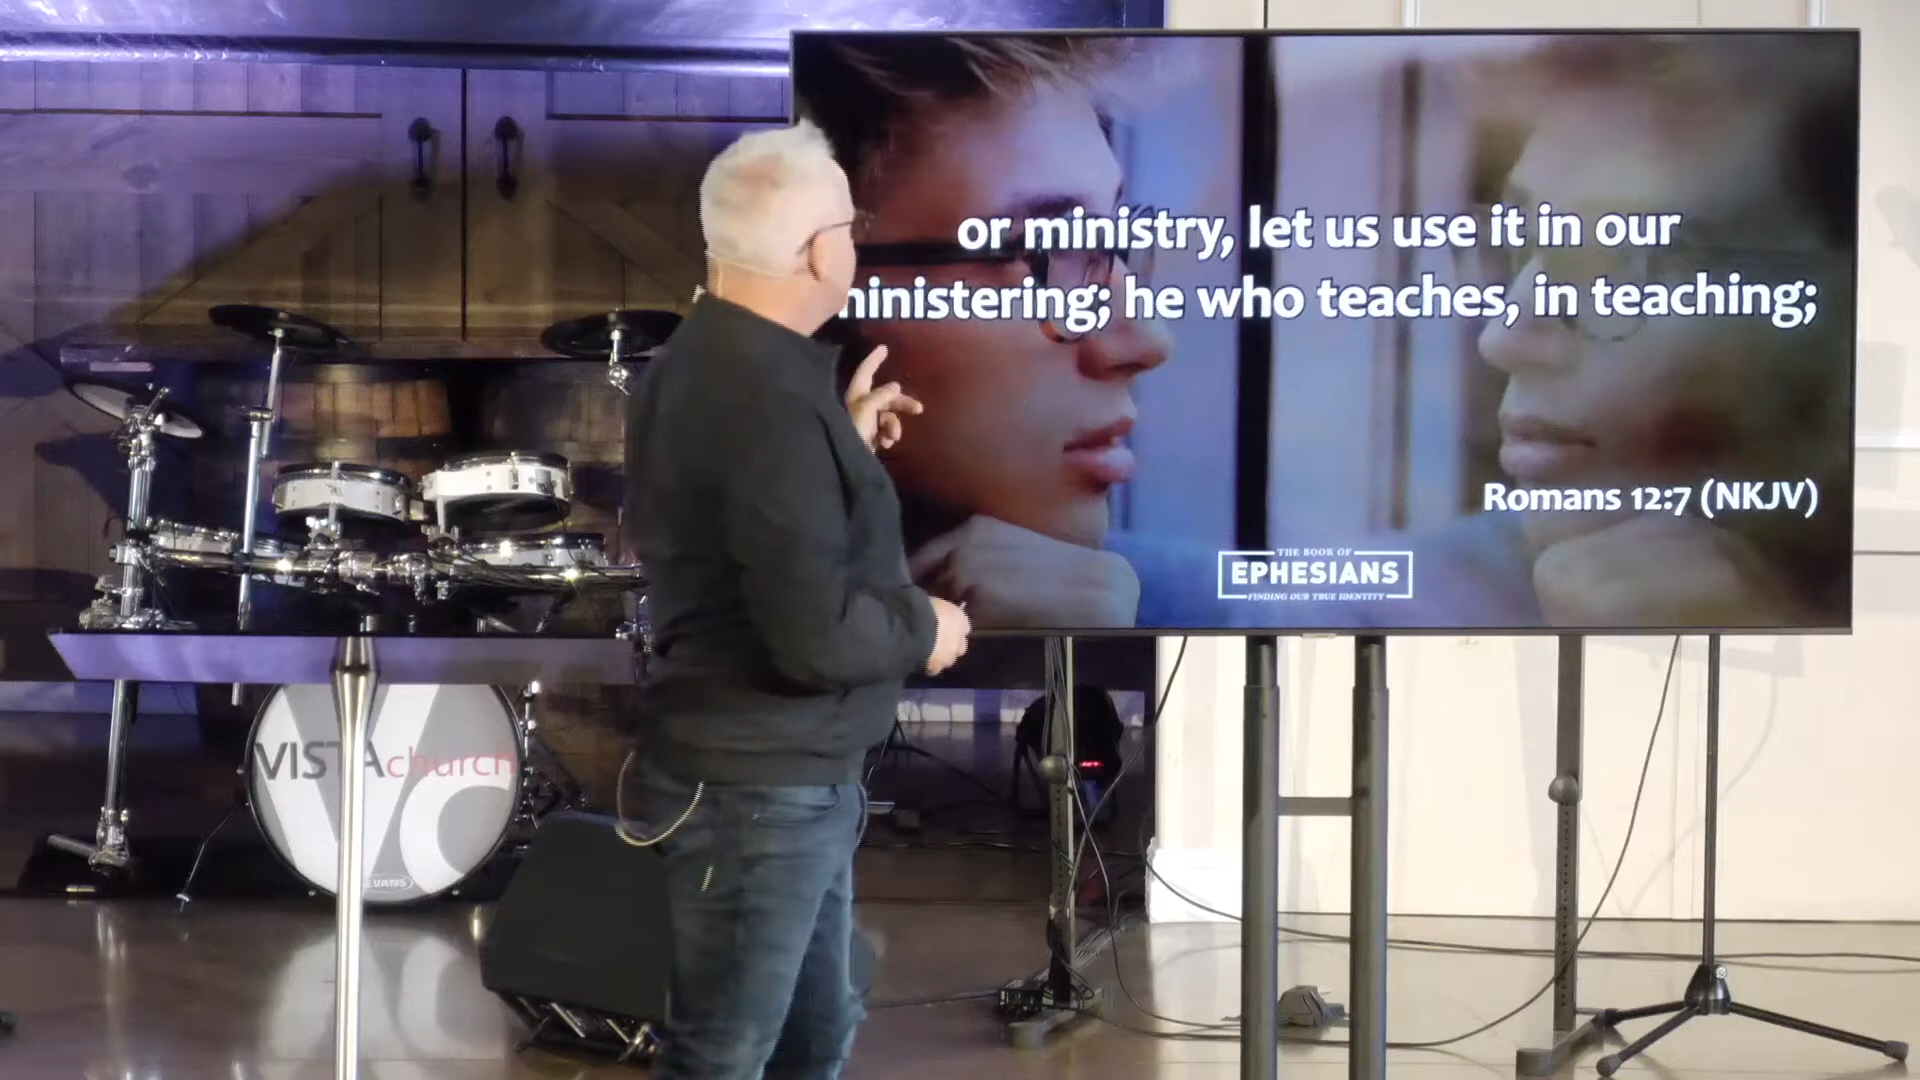 or ministry, let us use it in our
ministering; he who teaches, in teaching;
Romans 12:7 (NKJV)
THE BOOK OF
EPHESIANS
FINDING OUR TRUE IDENTITY
VISTAchurch
Vc
EVANS